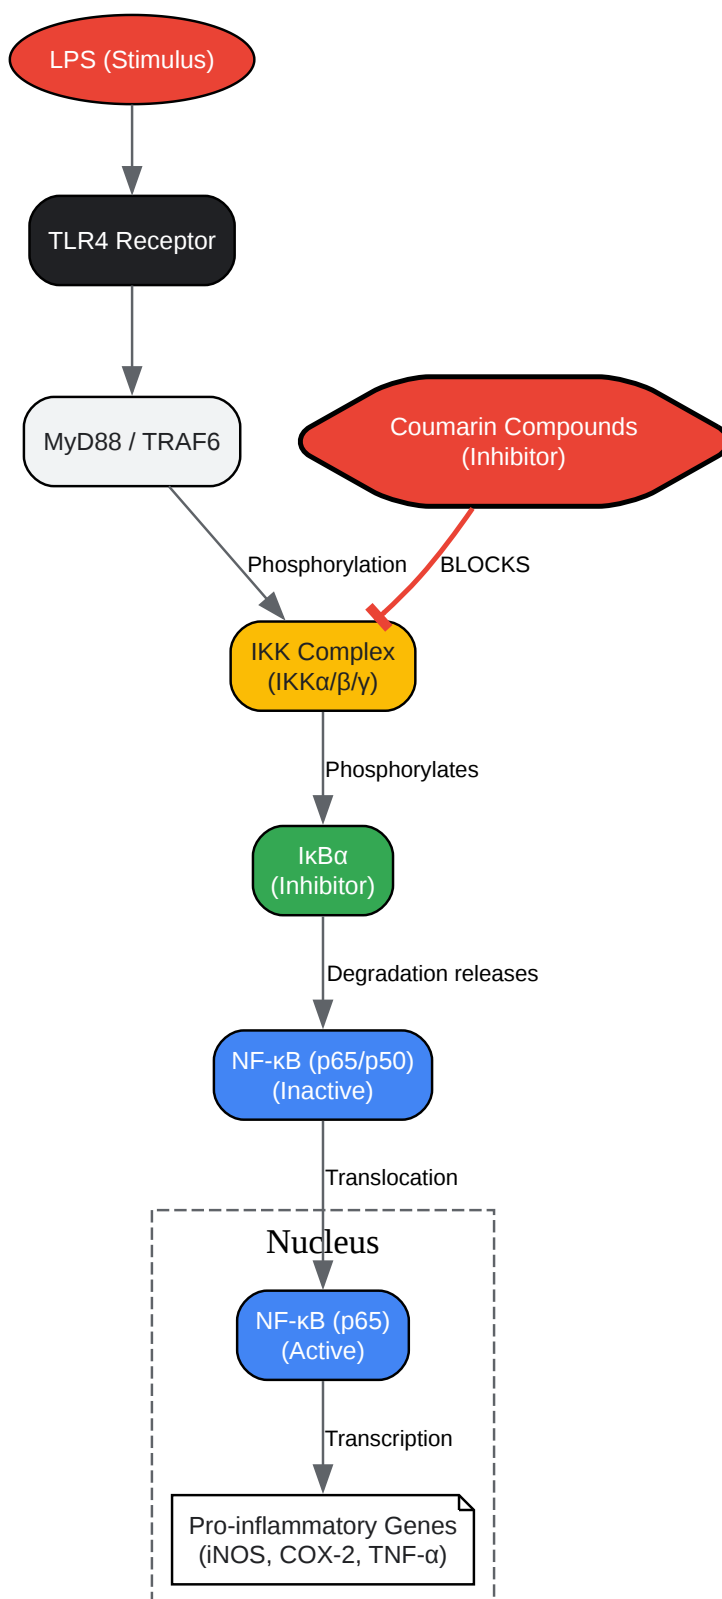 LPS (Stimulus)
TLR4 Receptor
MyD88 / TRAF6
Coumarin Compounds
(Inhibitor)
Phosphorylation
BLOCKS
IKK Complex
(IKKα/β/γ)
Phosphorylates
IκBα
(Inhibitor)
Degradation releases
NF-κB (p65/p50)
(Inactive)
Translocation
Nucleus
NF-κB (p65)
(Active)
Transcription
Pro-inflammatory Genes
(iNOS, COX-2, TNF-α)